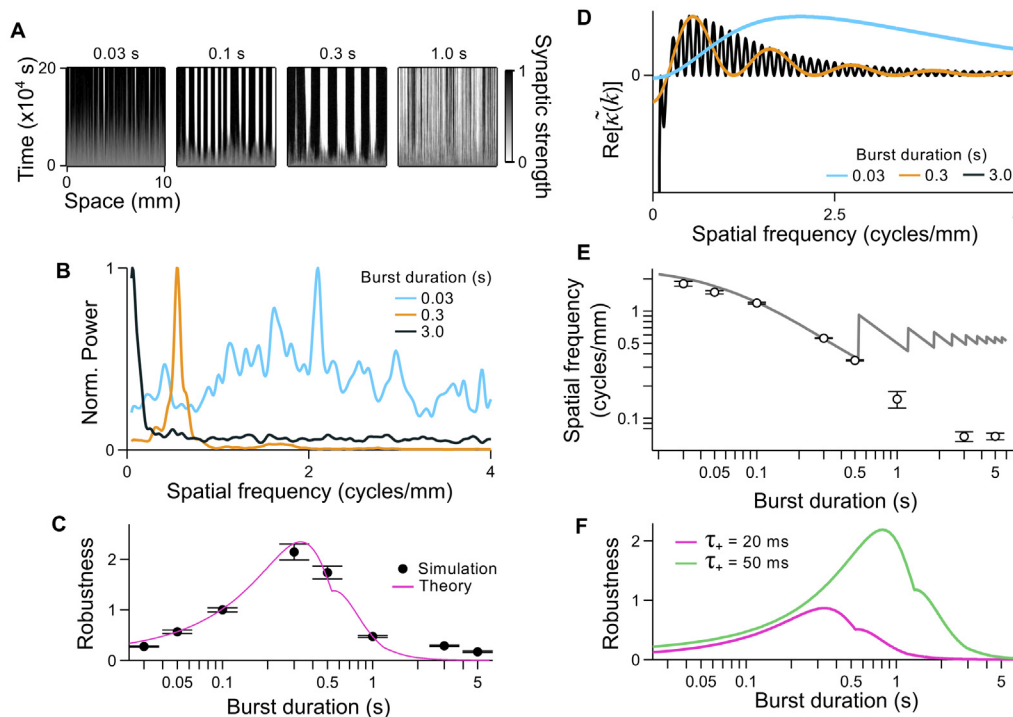 A
0.03 s 0.1 s 0.3 s 1.0 s
20
0
Time (x10⁴ s)
0 10
Space (mm)
1
0
Synaptic strength
B
1
0
Norm. Power
Burst duration (s)
0.03
0.3
3.0
0 2 4
Spatial frequency (cycles/mm)
C
2
1
0
Robustness
Simulation
Theory
0.05 0.1 0.5 1 5
Burst duration (s)
D
0
Re[κ̃(k)]
Burst duration (s)
0.03 0.3 3.0
0 2.5
Spatial frequency (cycles/mm)
E
1
0.5
0.1
Spatial frequency
(cycles/mm)
0.05 0.1 0.5 1 5
Burst duration (s)
F
2
1
0
Robustness
τ₊ = 20 ms
τ₊ = 50 ms
0.05 0.1 0.5 1 5
Burst duration (s)